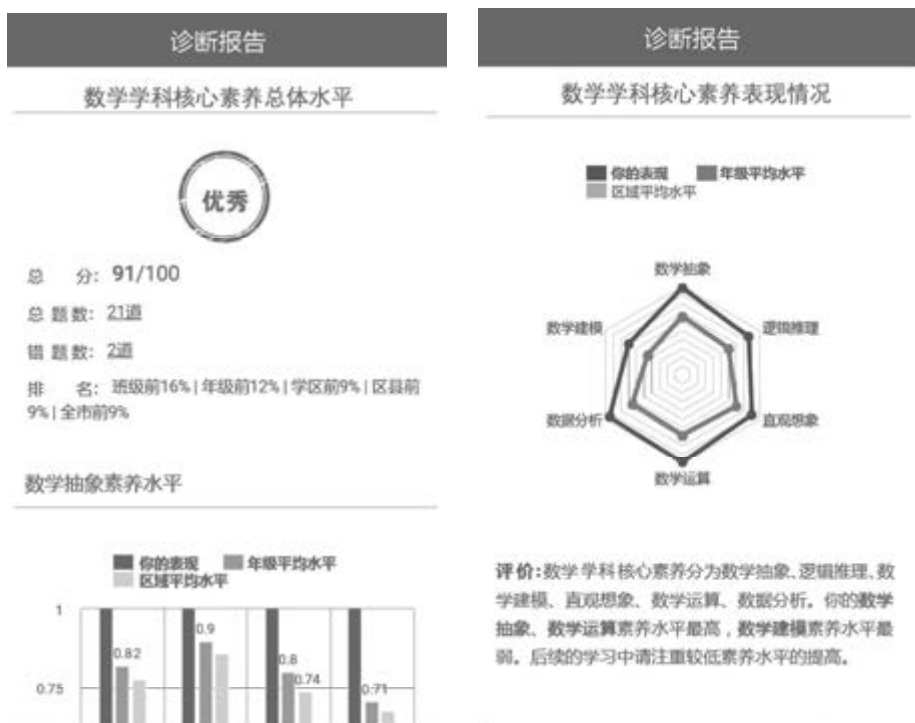 诊断报告
数学学科核心素养总体水平
优秀
总 分：91/100
总题数：21道
错题数：2道
排 名：班级前16%|年级前12%|学区前9%|区县前
9%|全市前9%
数学抽象素养水平
你的表现 年级平均水平
区域平均水平
1
0.9
0.82
0.8
0.74
0.75
0.71
诊断报告
数学学科核心素养表现情况
你的表现 年级平均水平
区域平均水平
数学抽象
数学建模 逻辑推理
数据分析 直观想象
数学运算
评价：数学学科核心素养分为数学抽象、逻辑推理、数
学建模、直观想象、数学运算、数据分析。你的数学
抽象、数学运算素养水平最高，数学建模素养水平最
弱。后续的学习中请注重较低素养水平的提高。